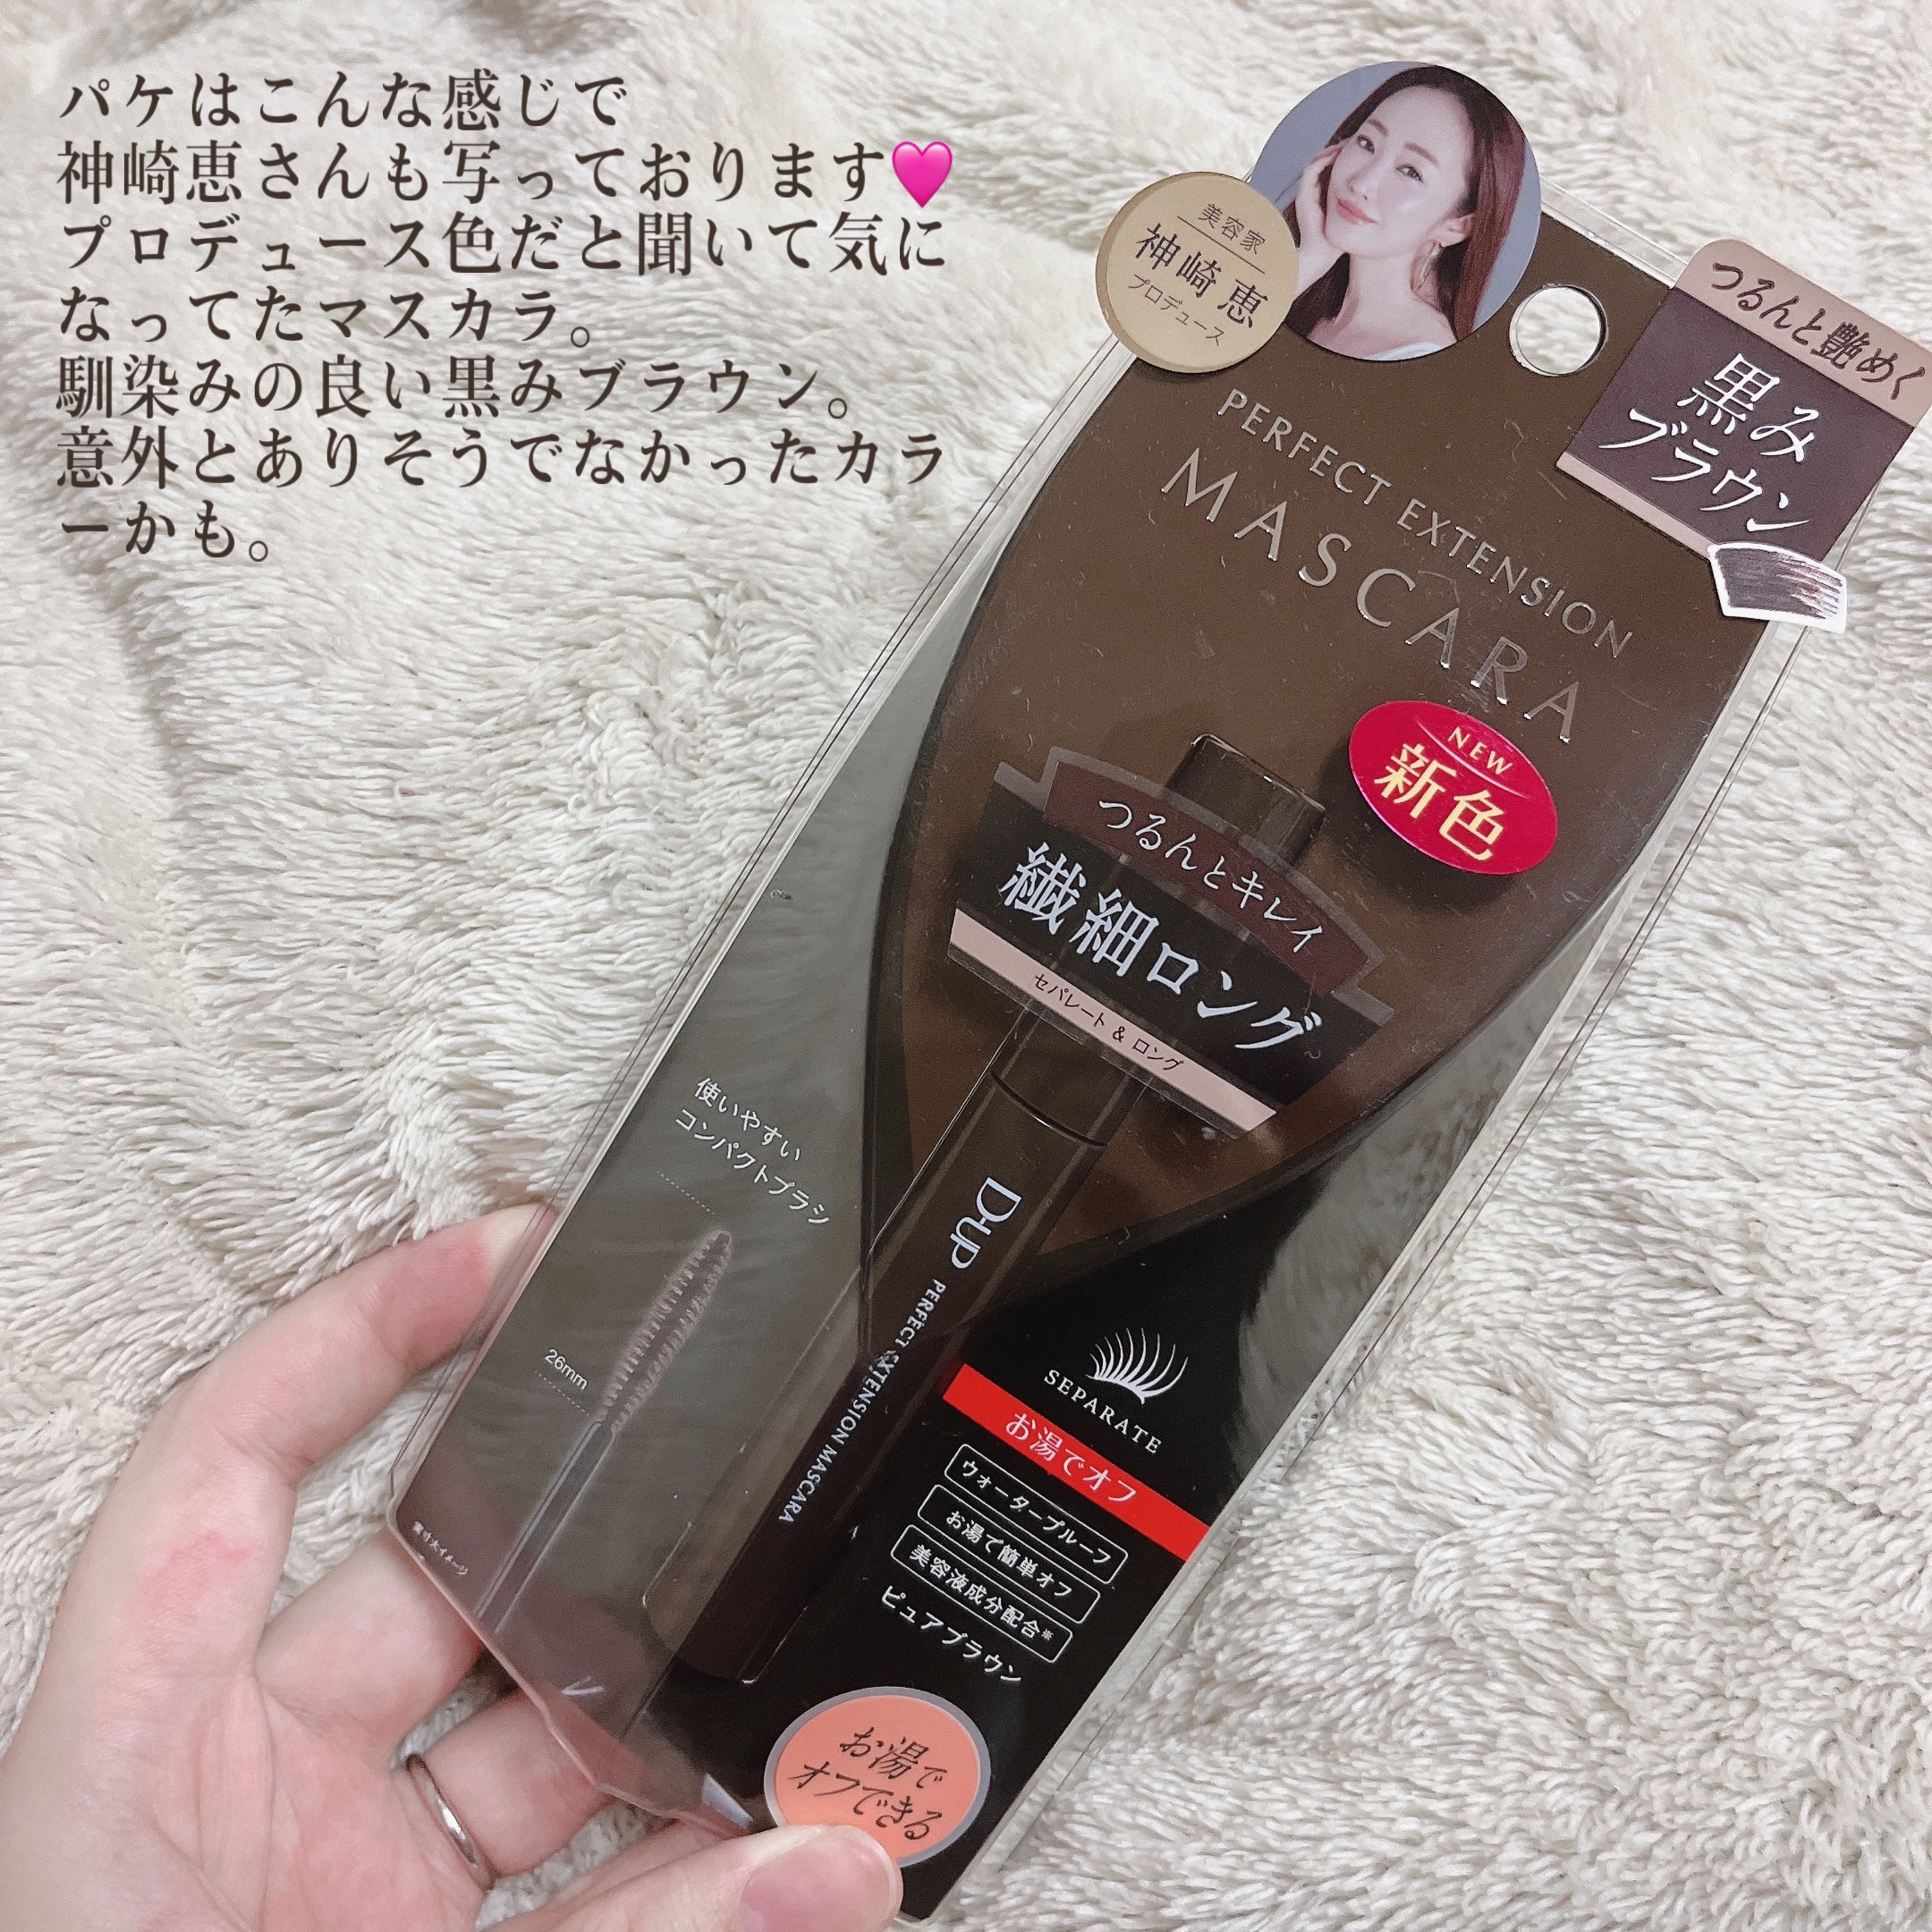 パケはこんな感じで
神崎恵さんも写っております🩷
プロデュース色だと聞いて気に
なってたマスカラ。
馴染みの良い黒みブラウン。
意外とありそうでなかったカラ
ーかも。
美容家
神崎 恵
プロデュース
つるんと艶めく
黒み
ブラウン
PERFECT EXTENSION
MASCARA
NEW
新色
つるんとキレイ
繊細ロング
セパレート & ロング
使いやすい
コンパクトブラシ
26mm
実寸大イメージ
D-UP PERFECT EXTENSION MASCARA
SEPARATE
お湯でオフ
ウォータープルーフ
お湯で簡単オフ
美容液成分配合※
ピュアブラウン
お湯で
オフできる